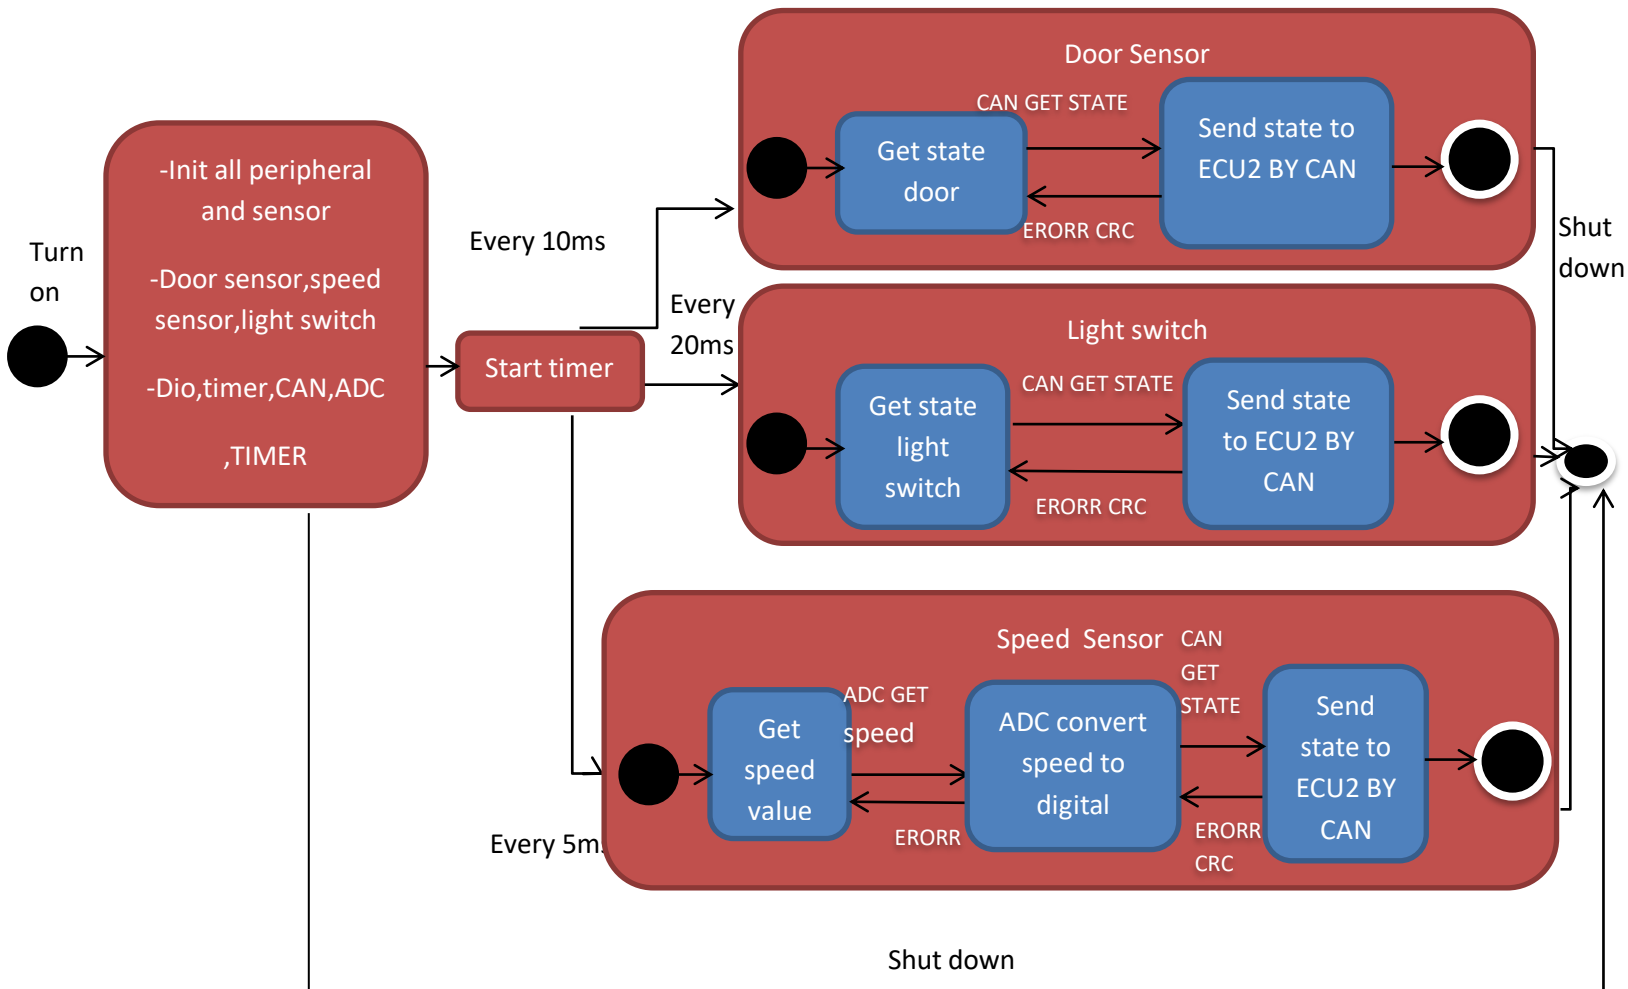 Turn
on
-Init all peripheral
and sensor
-Door sensor,speed
sensor,light switch
-Dio,timer,CAN,ADC
,TIMER
Start timer
Every 10ms
Every
20ms
Every 5ms
Door Sensor
Get state
door
CAN GET STATE
ERORR CRC
Send state to
ECU2 BY CAN
Light switch
Get state
light
switch
CAN GET STATE
ERORR CRC
Send state
to ECU2 BY
CAN
Speed  Sensor
Get
speed
value
ADC GET
speed
ERORR
ADC convert
speed to
digital
CAN
GET
STATE
ERORR
CRC
Send
state to
ECU2 BY
CAN
Shut
down
Shut down